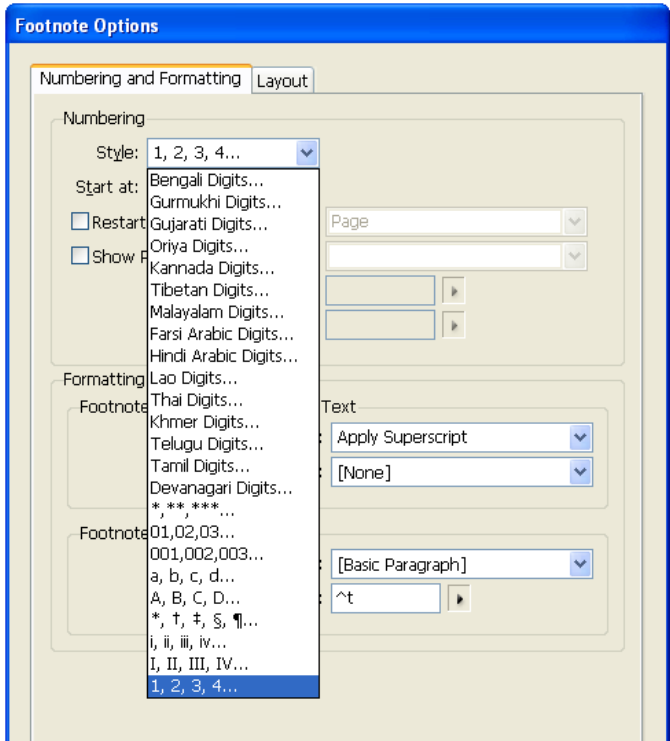 Footnote Options
Numbering and Formatting Layout
Numbering
Style: 1, 2, 3, 4...
Start at:
Bengali Digits...
Gurmukhi Digits...
Restart
Gujarati Digits...
Page
Oriya Digits...
Show
Kannada Digits...
Tibetan Digits...
Malayalam Digits...
Farsi Arabic Digits...
Hindi Arabic Digits...
Formatting
Lao Digits...
Footnote
Thai Digits...
Text
Khmer Digits...
: Apply Superscript
Telugu Digits...
Tamil Digits...
: [None]
Devanagari Digits...
*,**,***...
Footnote
01,02,03...
001,002,003...
: [Basic Paragraph]
a, b, c, d...
A, B, C, D...
: ^t
*, †, ‡, §, ¶...
i, ii, iii, iv...
I, II, III, IV...
1, 2, 3, 4...